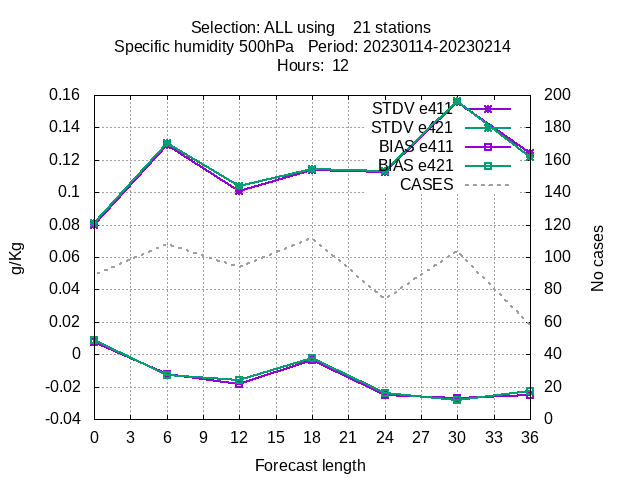 Selection: ALL using    21 stations
Specific humidity 500hPa   Period: 20230114-20230214
Hours:  12
STDV e411
STDV e421
BIAS e411
BIAS e421
CASES
g/Kg
0.16
0.14
0.12
0.1
0.08
0.06
0.04
0.02
0
-0.02
-0.04
200
180
160
140
120
100
80
60
40
20
0
No cases
0 3 6 9 12 15 18 21 24 27 30 33 36
Forecast length